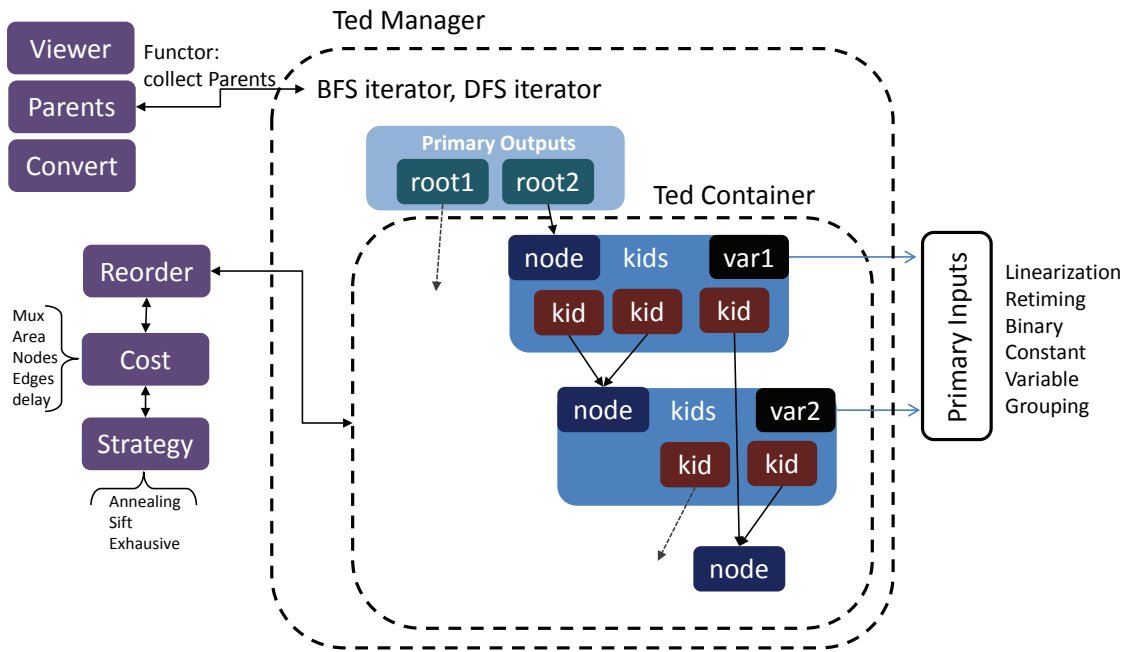 Ted Manager
Viewer
Functor:
collect Parents
Parents
Convert
BFS iterator, DFS iterator
Primary Outputs
root1
root2
Ted Container
node
kids
var1
kid
kid
kid
node
kids
var2
kid
kid
node
Reorder
Cost
Strategy
Mux
Area
Nodes
Edges
delay
Annealing
Sift
Exhausive
Primary Inputs
Linearization
Retiming
Binary
Constant
Variable
Grouping